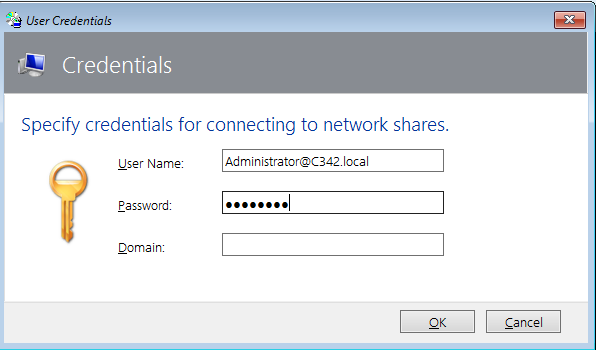 User Credentials
Credentials
Specify credentials for connecting to network shares.
User Name: Administrator@C342.local
Password: ●●●●●●●●
Domain:
OK Cancel